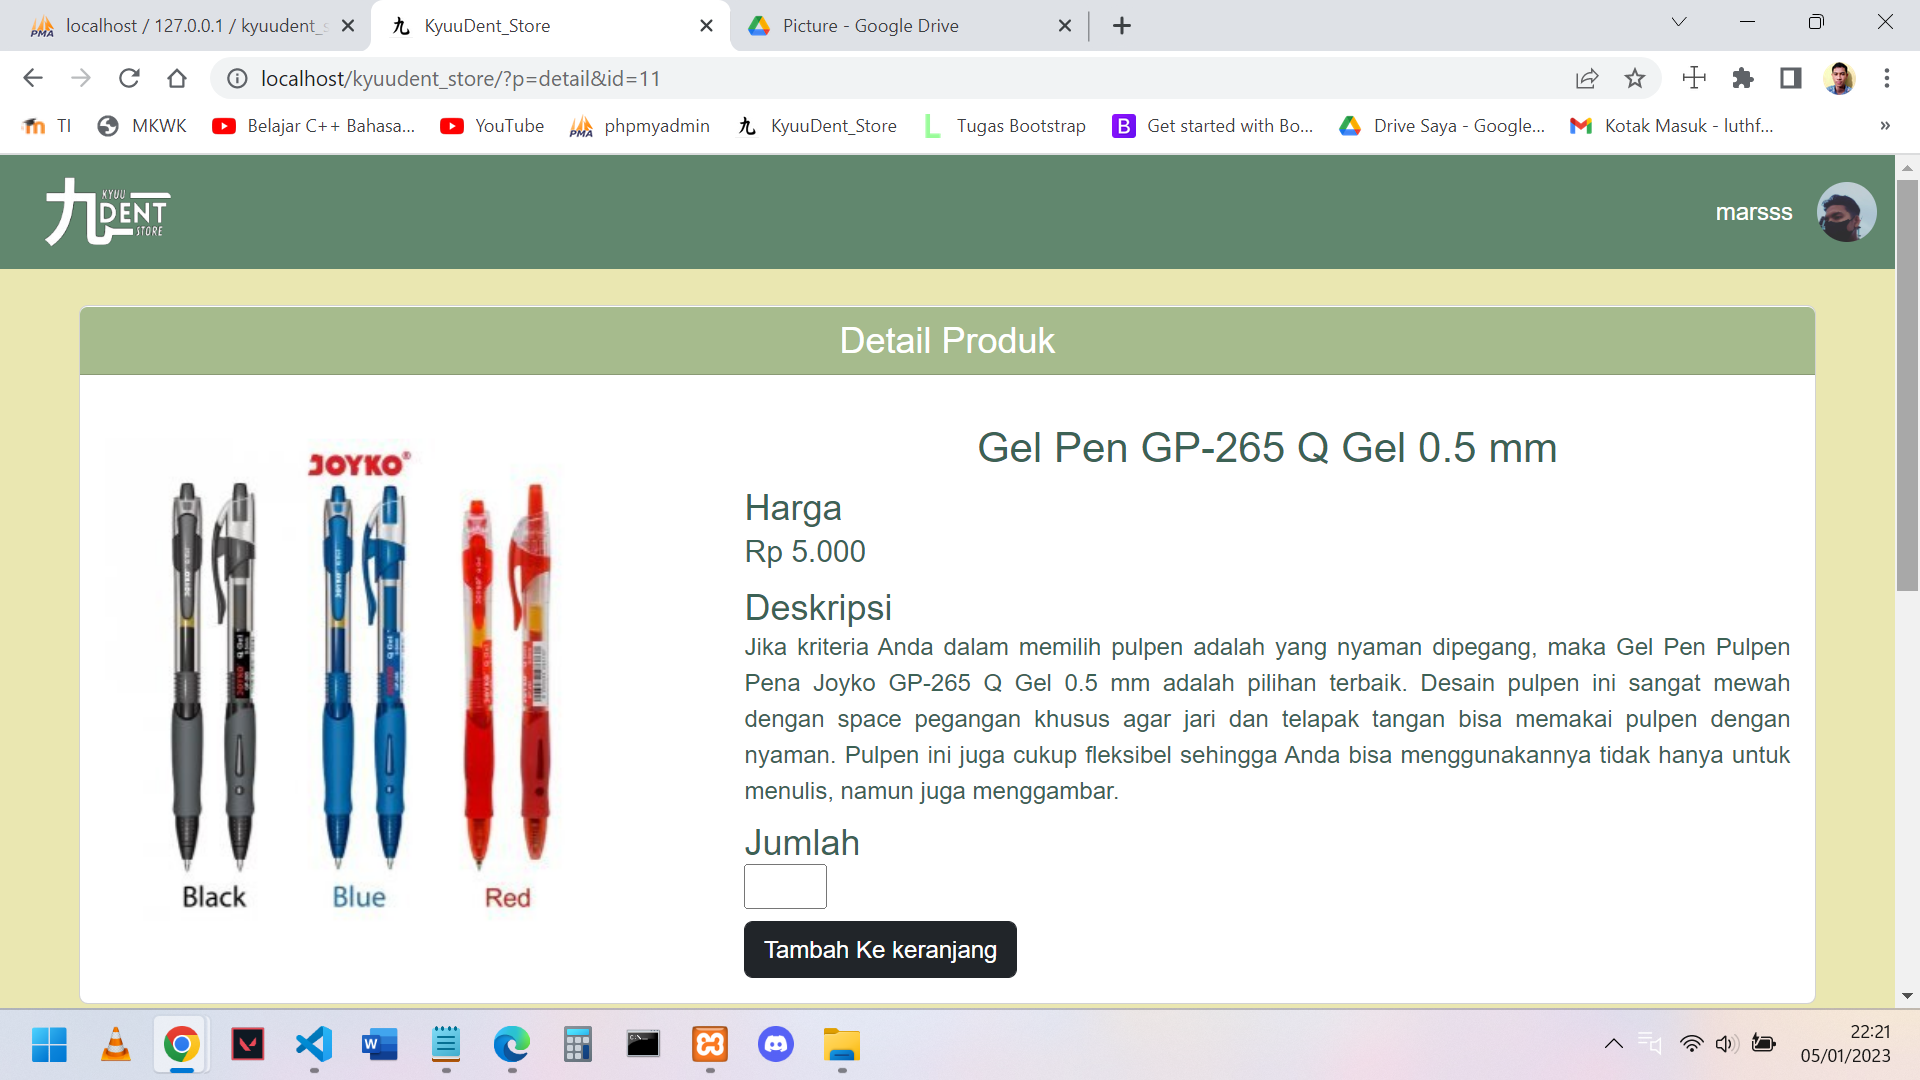 localhost / 127.0.0.1 / kyuudent_s
KyuuDent_Store
Picture - Google Drive
localhost/kyuudent_store/?p=detail&id=11
TI
MKWK
Belajar C++ Bahasa...
YouTube
phpmyadmin
KyuuDent_Store
Tugas Bootstrap
Get started with Bo...
Drive Saya - Google...
Kotak Masuk - luthf...
九 KYUU
DENT
STORE
marsss
Detail Produk
JOYKO®
Black
Blue
Red
Gel Pen GP-265 Q Gel 0.5 mm
Harga
Rp 5.000
Deskripsi
Jika kriteria Anda dalam memilih pulpen adalah yang nyaman dipegang, maka Gel Pen Pulpen
Pena Joyko GP-265 Q Gel 0.5 mm adalah pilihan terbaik. Desain pulpen ini sangat mewah
dengan space pegangan khusus agar jari dan telapak tangan bisa memakai pulpen dengan
nyaman. Pulpen ini juga cukup fleksibel sehingga Anda bisa menggunakannya tidak hanya untuk
menulis, namun juga menggambar.
Jumlah
Tambah Ke keranjang
22:21
05/01/2023